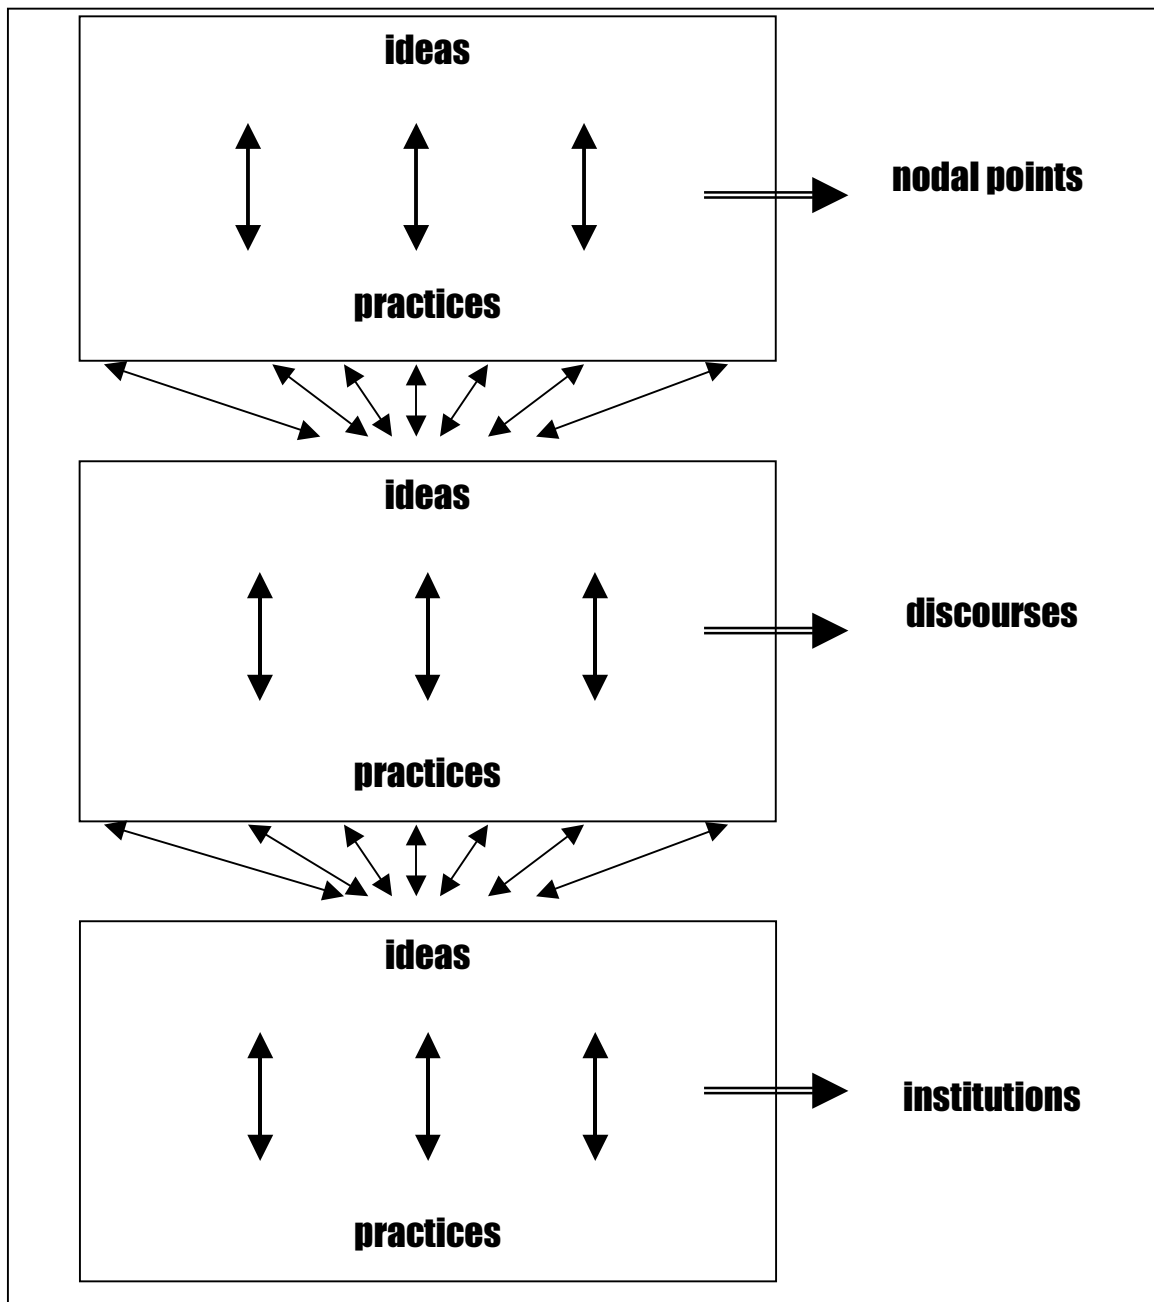 ideas
nodal points
practices
ideas
discourses
practices
ideas
institutions
practices